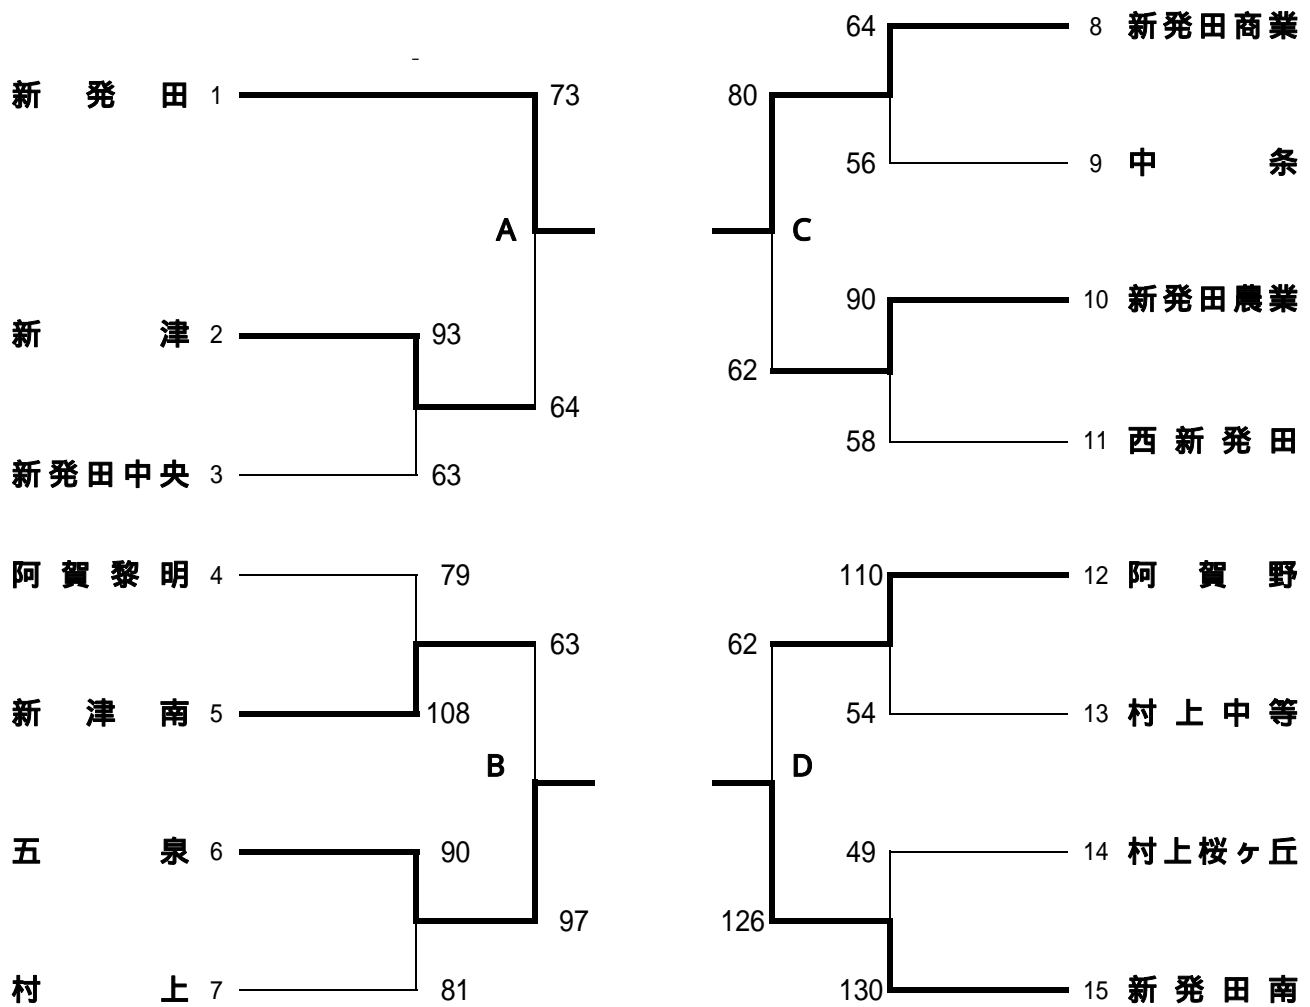 新発田 1 73
A
新津 2 93
64
新発田中央 3 63
阿賀黎明 4 79
63
新津南 5 108
B
五泉 6 90
97
村上 7 81
64 8 新発田商業
80
56 9 中条
C
90 10 新発田農業
62
58 11 西新発田
110 12 阿賀野
62
54 13 村上中等
D
49 14 村上桜ヶ丘
126
130 15 新発田南